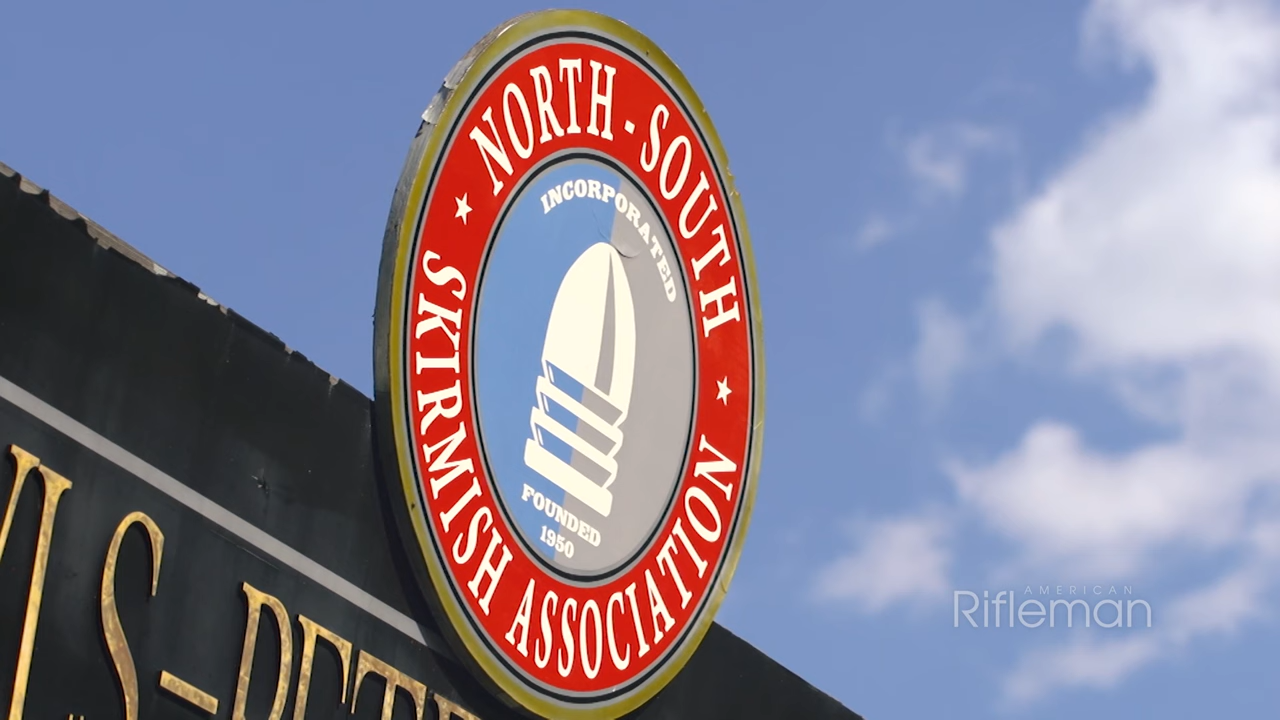 NORTH-SOUTH
SKIRMISH ASSOCIATION
INCORPORATED
FOUNDED
1950
AMERICAN
Rifleman